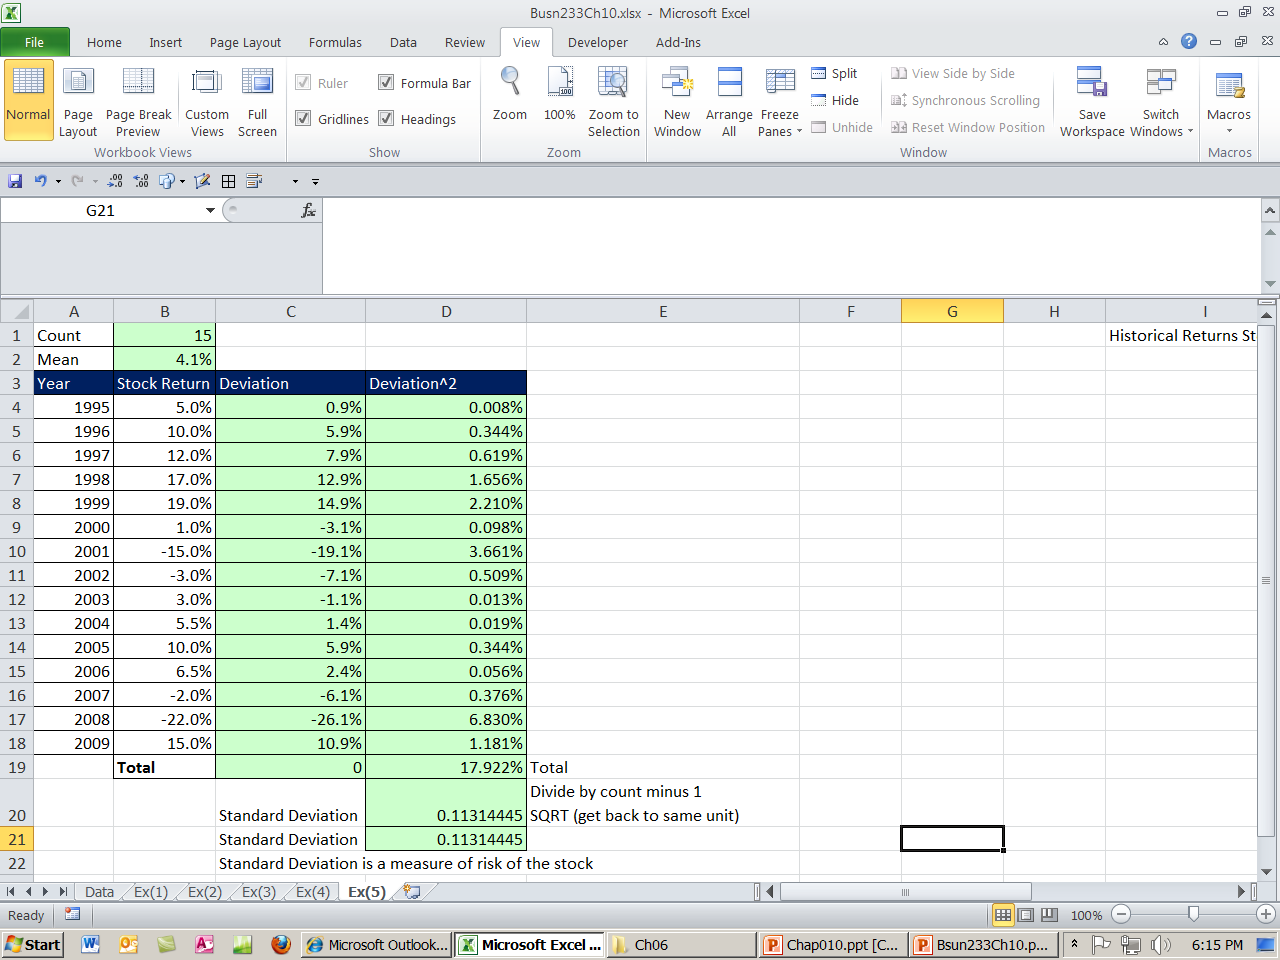 Busn233Ch10.xlsx - Microsoft Excel
File Home Insert Page Layout Formulas Data Review View Developer Add-Ins
Normal Page Layout Page Break Preview Custom Views Full Screen
Workbook Views
Ruler Formula Bar
Gridlines Headings
Show
Zoom 100% Zoom to Selection
Zoom
New Window Arrange All Freeze Panes
Split
Hide
Unhide
View Side by Side
Synchronous Scrolling
Reset Window Position
Save Workspace Switch Windows
Window
Macros
Macros
G21 fx
A B C D E F G H I
1 Count 15 Historical Returns St
2 Mean 4.1%
3 Year Stock Return Deviation Deviation^2
4 1995 5.0% 0.9% 0.008%
5 1996 10.0% 5.9% 0.344%
6 1997 12.0% 7.9% 0.619%
7 1998 17.0% 12.9% 1.656%
8 1999 19.0% 14.9% 2.210%
9 2000 1.0% -3.1% 0.098%
10 2001 -15.0% -19.1% 3.661%
11 2002 -3.0% -7.1% 0.509%
12 2003 3.0% -1.1% 0.013%
13 2004 5.5% 1.4% 0.019%
14 2005 10.0% 5.9% 0.344%
15 2006 6.5% 2.4% 0.056%
16 2007 -2.0% -6.1% 0.376%
17 2008 -22.0% -26.1% 6.830%
18 2009 15.0% 10.9% 1.181%
19 Total 0 17.922% Total
Divide by count minus 1
20 Standard Deviation 0.11314445 SQRT (get back to same unit)
21 Standard Deviation 0.11314445
22 Standard Deviation is a measure of risk of the stock
Data Ex(1) Ex(2) Ex(3) Ex(4) Ex(5)
Ready 100%
Start Microsoft Outlook... Microsoft Excel ... Ch06 Chap010.ppt [C... Bsun233Ch10.p... 6:15 PM